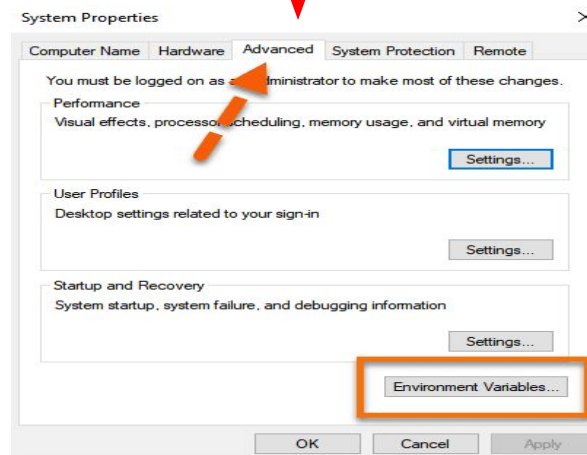 System Properties
Computer Name Hardware Advanced System Protection Remote
You must be logged on as a Administrator to make most of these changes.
Performance
Visual effects, processor scheduling, memory usage, and virtual memory
Settings...
User Profiles
Desktop settings related to your sign-in
Settings...
Startup and Recovery
System startup, system failure, and debugging information
Settings...
Environment Variables...
OK Cancel Apply